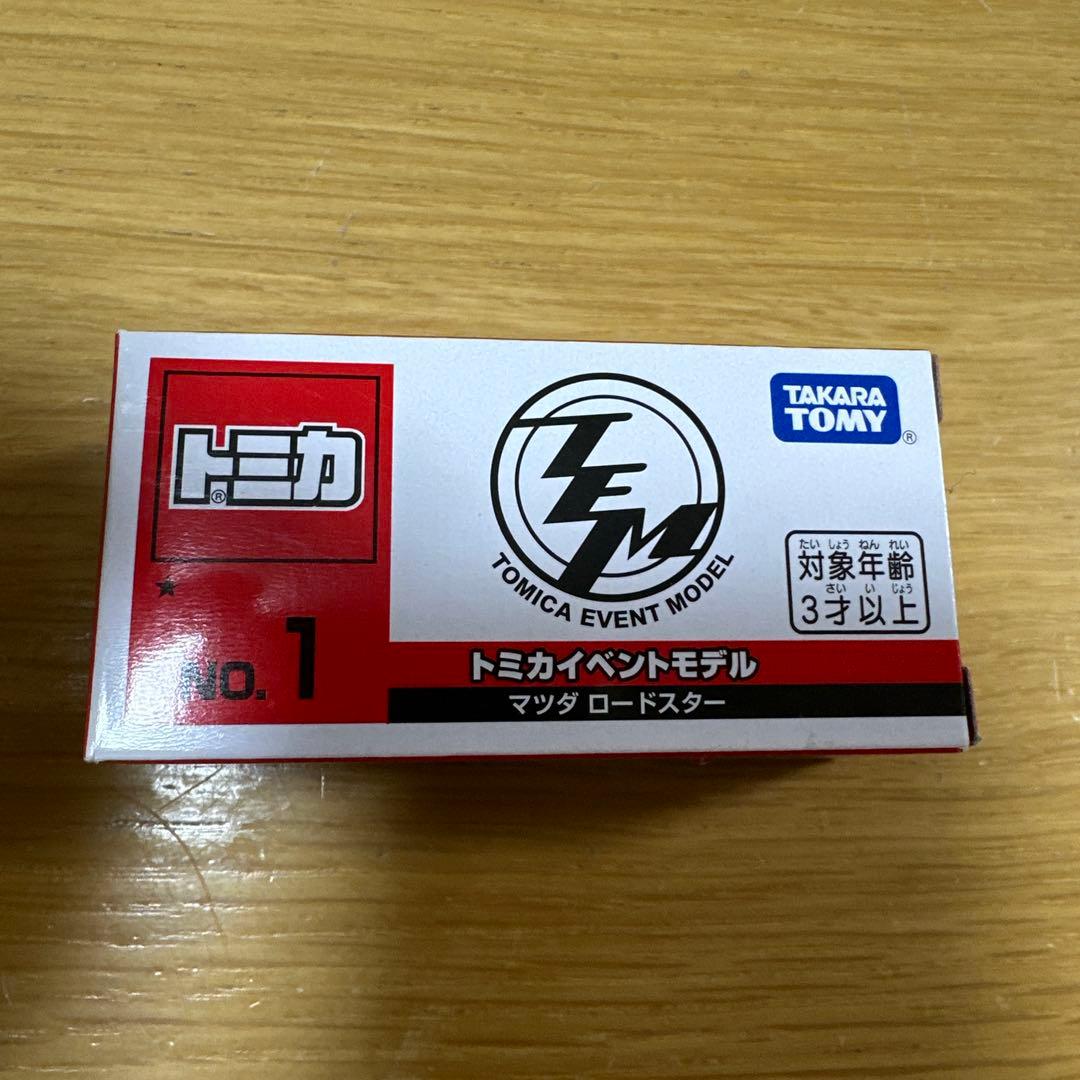 トミカ®
★
NO. 1
TEM
TOMICA EVENT MODEL
TAKARA
TOMY®
たいしょうねんれい
対象年齢
さいいじょう
3才以上
トミカイベントモデル
マツダ ロードスター